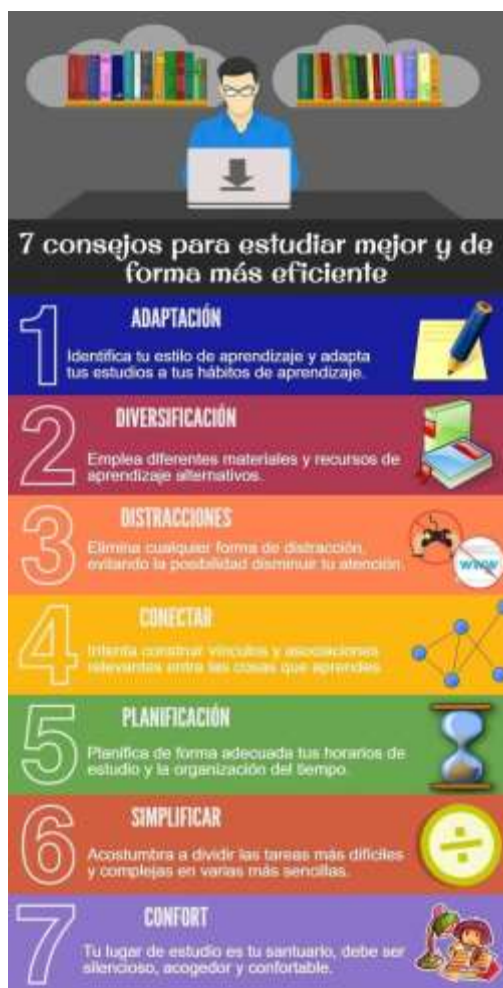 7 consejos para estudiar mejor y de
forma más eficiente
1
ADAPTACIÓN
Identifica tu estilo de aprendizaje y adapta
tus estudios a tus hábitos de aprendizaje.
2
DIVERSIFICACIÓN
Emplea diferentes materiales y recursos de
aprendizaje alternativos.
3
DISTRACCIONES
Elimina cualquier forma de distracción,
evitando la posibilidad disminuir tu atención.
www
4
CONECTAR
Intenta construir vínculos y asociaciones
relevantes entre las cosas que aprendes.
5
PLANIFICACIÓN
Planifica de forma adecuada tus horarios de
estudio y la organización del tiempo.
6
SIMPLIFICAR
Acostumbra a dividir las tareas más difíciles
y complejas en varias más sencillas.
7
CONFORT
Tu lugar de estudio es tu santuario, debe ser
silencioso, acogedor y confortable.